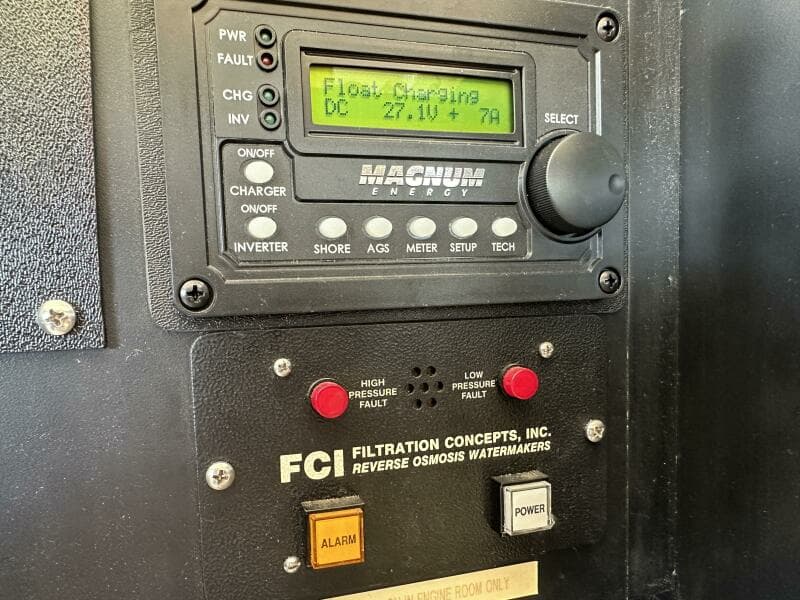 PWR
FAULT
CHG
INV
Float Charging
DC 27.1V + 7A
SELECT
ON/OFF
CHARGER
ON/OFF
INVERTER
MAGNUM
ENERGY
SHORE AGS METER SETUP TECH
HIGH
PRESSURE
FAULT
LOW
PRESSURE
FAULT
FCI FILTRATION CONCEPTS, INC.
REVERSE OSMOSIS WATERMAKERS
ALARM
POWER
IN ENGINE ROOM ONLY